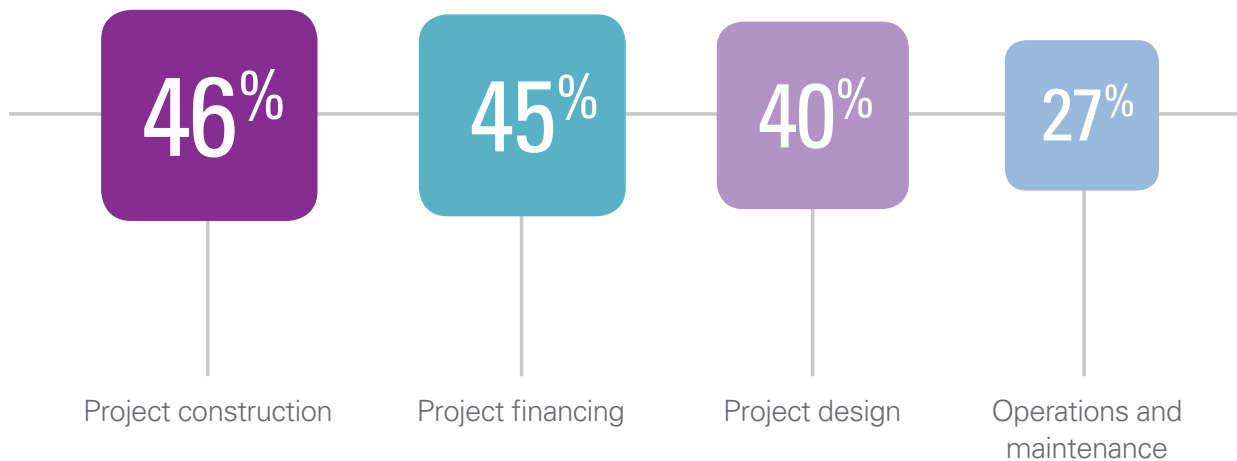 46%
45%
40%
27%
Project construction
Project financing
Project design
Operations and
maintenance